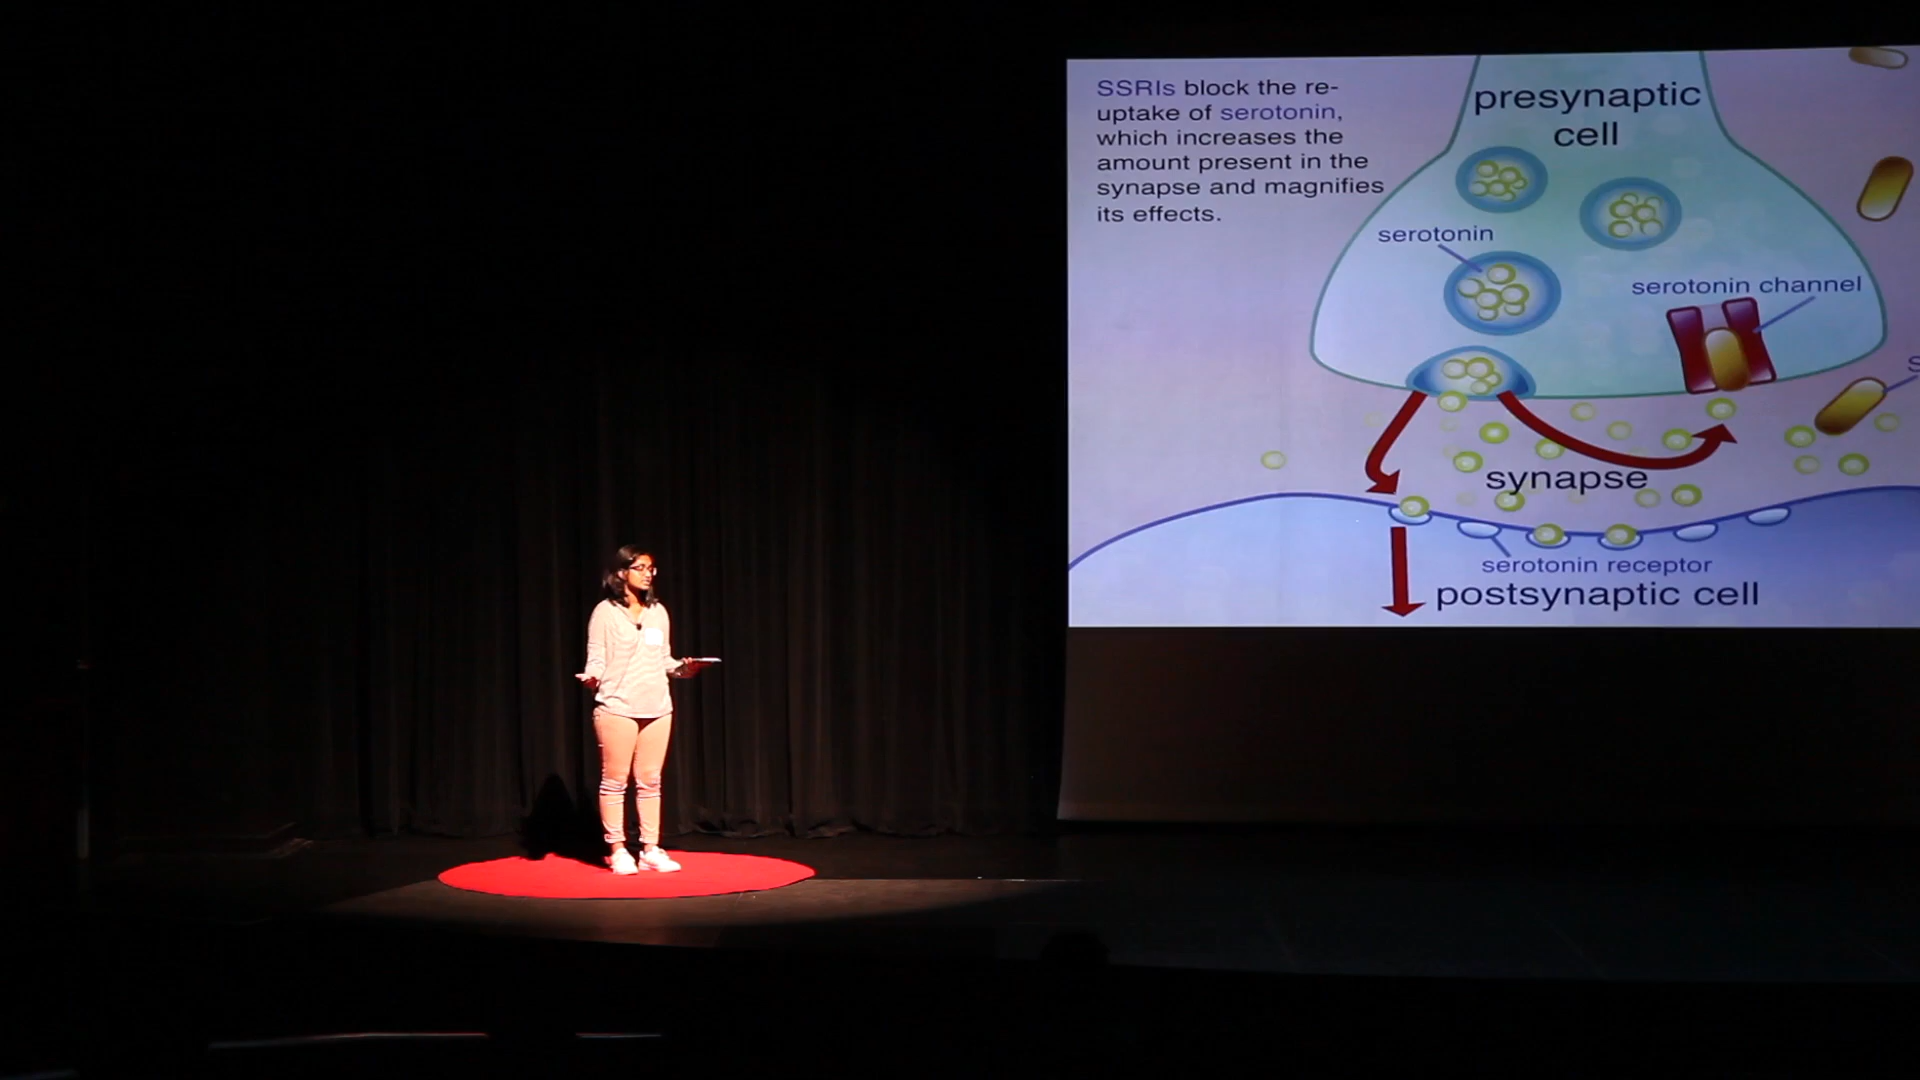 SSRIs block the re-
uptake of serotonin,
which increases the
amount present in the
synapse and magnifies
its effects.
presynaptic
cell
serotonin
serotonin channel
S
synapse
serotonin receptor
postsynaptic cell